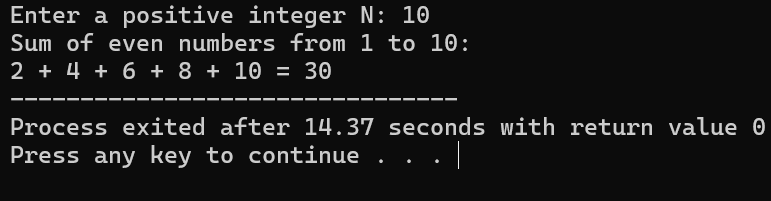 Enter a positive integer N: 10
Sum of even numbers from 1 to 10:
2 + 4 + 6 + 8 + 10 = 30
--------------------------------
Process exited after 14.37 seconds with return value 0
Press any key to continue . . .